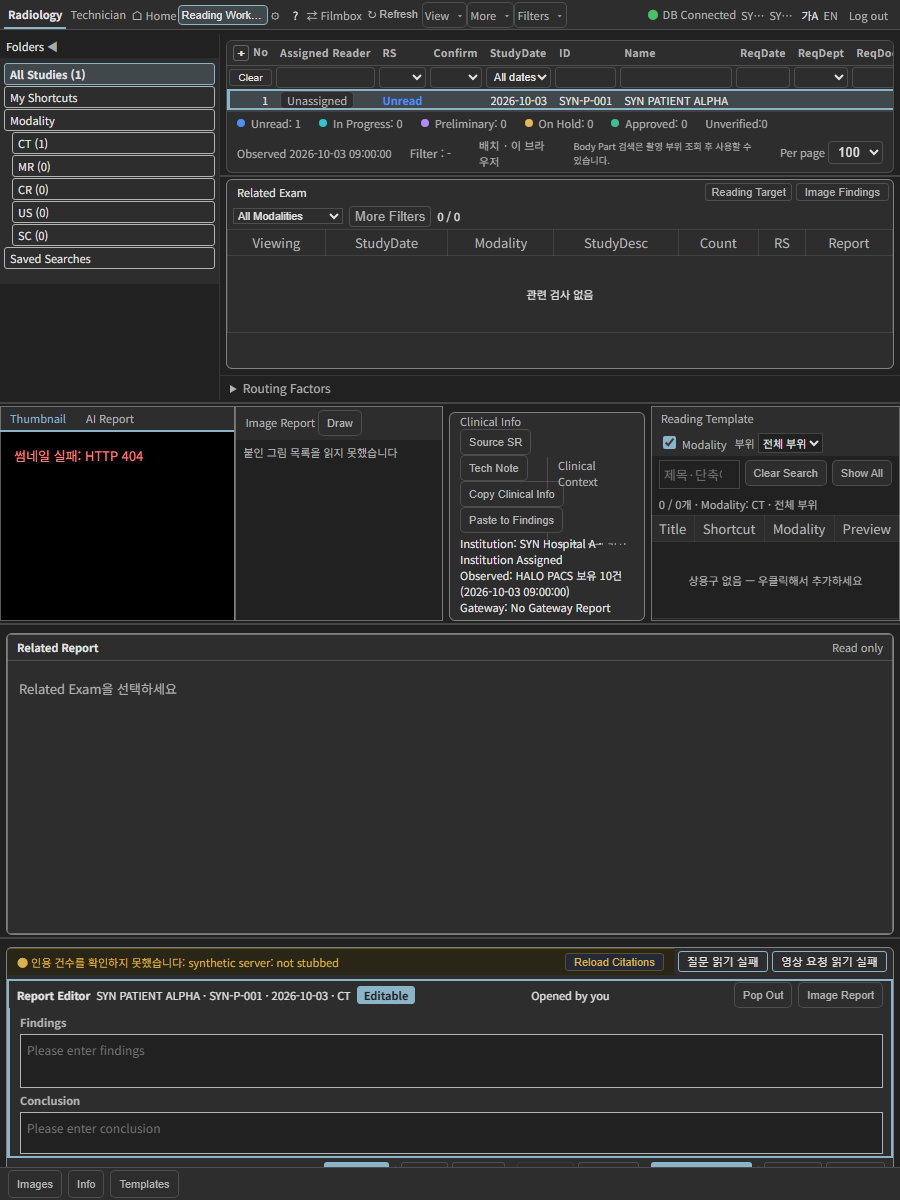 Radiology Technician Home Reading Work... ? Filmbox Refresh View More Filters DB Connected SY… SY… 가A EN Log out
Folders
All Studies (1)
My Shortcuts
Modality
CT (1)
MR (0)
CR (0)
US (0)
SC (0)
Saved Searches
+ No Assigned Reader RS Confirm StudyDate ID Name ReqDate ReqDept ReqDo
Clear All dates
1 Unassigned Unread 2026-10-03 SYN-P-001 SYN PATIENT ALPHA
Unread: 1 In Progress: 0 Preliminary: 0 On Hold: 0 Approved: 0 Unverified:0
Observed 2026-10-03 09:00:00 Filter : -
배치 · 이 브라
우저
Body Part 검색은 촬영 부위 조회 후 사용할 수
있습니다.
Per page 100
Related Exam Reading Target Image Findings
All Modalities More Filters 0 / 0
Viewing StudyDate Modality StudyDesc Count RS Report
관련 검사 없음
Routing Factors
Thumbnail AI Report
썸네일 실패: HTTP 404
Image Report Draw
붙인 그림 목록을 읽지 못했습니다
Clinical Info
Source SR
Tech Note
Copy Clinical Info
Paste to Findings
Clinical
Context
Institution: SYN Hospital A
Institution Assigned
Observed: HALO PACS 보유 10건
(2026-10-03 09:00:00)
Gateway: No Gateway Report
Reading Template
Modality 부위 전체 부위
제목·단축 Clear Search Show All
0 / 0개 · Modality: CT · 전체 부위
Title Shortcut Modality Preview
상용구 없음 — 우클릭해서 추가하세요
Related Report Read only
Related Exam을 선택하세요
인용 건수를 확인하지 못했습니다: synthetic server: not stubbed Reload Citations 질문 읽기 실패 영상 요청 읽기 실패
Report Editor SYN PATIENT ALPHA · SYN-P-001 · 2026-10-03 · CT Editable Opened by you Pop Out Image Report
Findings
Please enter findings
Conclusion
Please enter conclusion
Images Info Templates